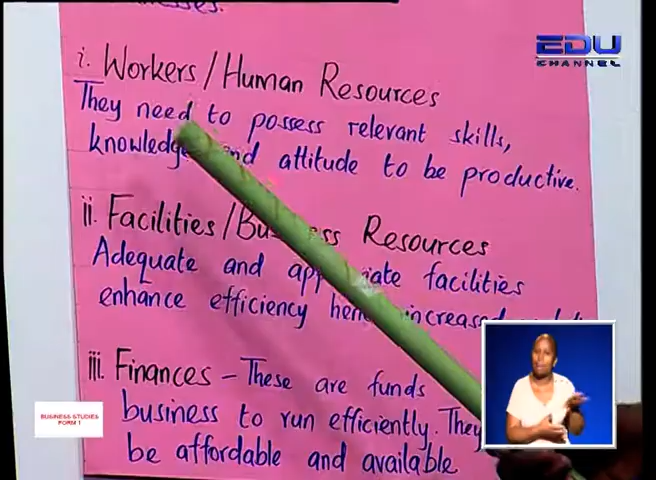 EDU
CHANNEL
i. Workers/Human Resources
They need to possess relevant skills,
knowledge and attitude to be productive.
ii. Facilities/Business Resources
Adequate and appropriate facilities
enhance efficiency hence increased
iii. Finances - These are funds
business to run efficiently. They
be affordable and available
BUSINESS STUDIES
FORM 1